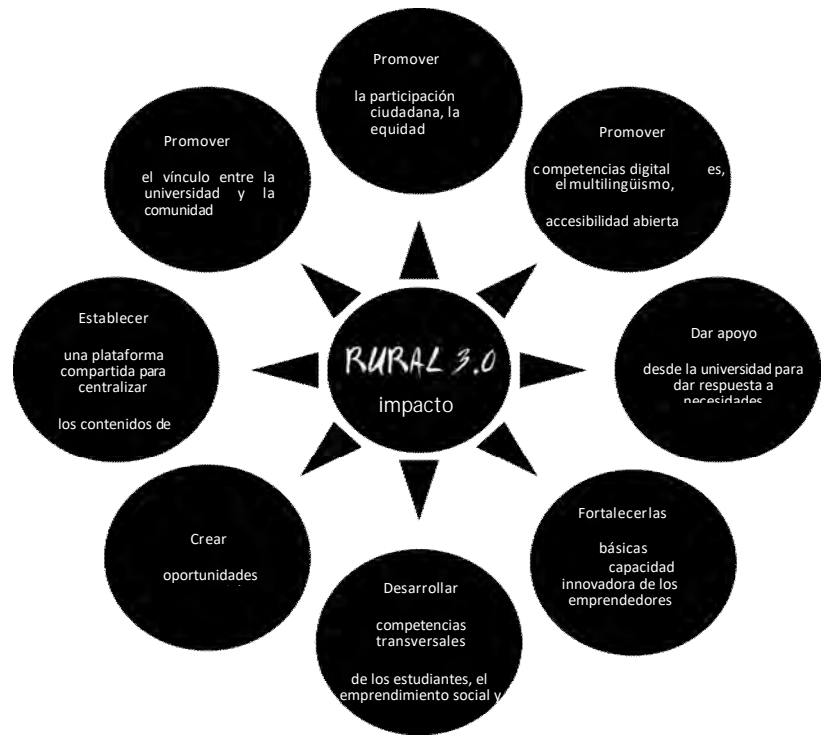 Promover
la participación
ciudadana, la
equidad
Promover
competencias digital es,
el multilingüismo,
accesibilidad abierta
Dar apoyo
desde la universidad para
dar respuesta a
necesidades
Fortalecerlas
básicas
capacidad
innovadora de los
emprendedores
Desarrollar
competencias
transversales
de los estudiantes, el
emprendimiento social y
Crear
oportunidades
Establecer
una plataforma
compartida para
centralizar
los contenidos de
Promover
el vínculo entre la
universidad y la
comunidad
RURAL 3.0
impacto